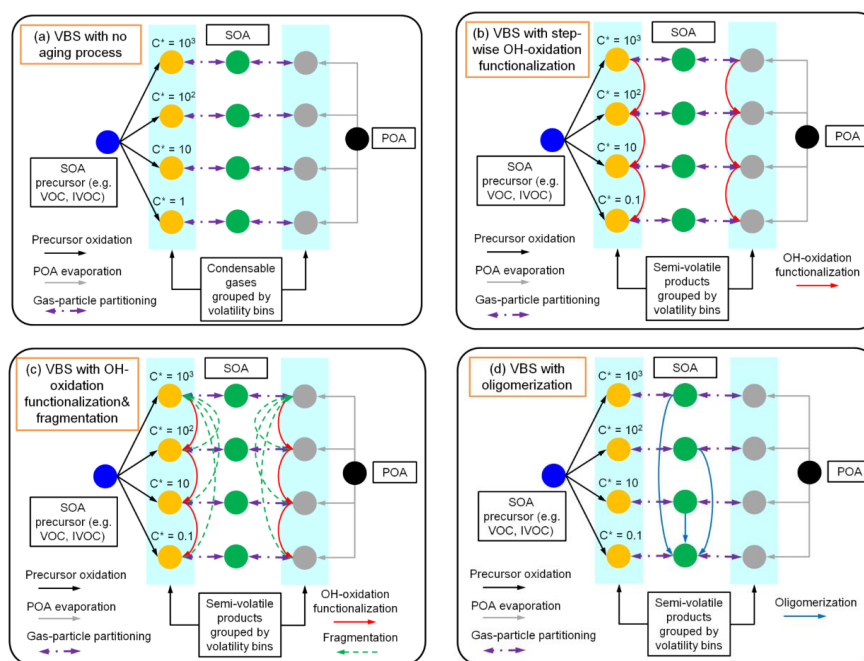 (a) VBS with no
aging process
SOA
C* = 10³
C* = 10²
C* = 10
C* = 1
POA
SOA
precursor (e.g.
VOC, IVOC)
Precursor oxidation
POA evaporation
Gas-particle partitioning
Condensable
gases
grouped by
volatility bins
(b) VBS with step-
wise OH-oxidation
functionalization
SOA
C* = 10³
C* = 10²
C* = 10
C* = 0.1
POA
SOA
precursor (e.g.
VOC, IVOC)
Precursor oxidation
POA evaporation
Gas-particle partitioning
Semi-volatile
products
grouped by
volatility bins
OH-oxidation
functionalization
(c) VBS with OH-
oxidation
functionalization&
fragmentation
SOA
C* = 10³
C* = 10²
C* = 10
C* = 0.1
POA
SOA
precursor (e.g.
VOC, IVOC)
Precursor oxidation
POA evaporation
Gas-particle partitioning
Semi-volatile
products
grouped by
volatility bins
OH-oxidation
functionalization
Fragmentation
(d) VBS with
oligomerization
SOA
C* = 10³
C* = 10²
C* = 10
C* = 0.1
POA
SOA
precursor (e.g.
VOC, IVOC)
Precursor oxidation
POA evaporation
Gas-particle partitioning
Semi-volatile
products
grouped by
volatility bins
Oligomerization